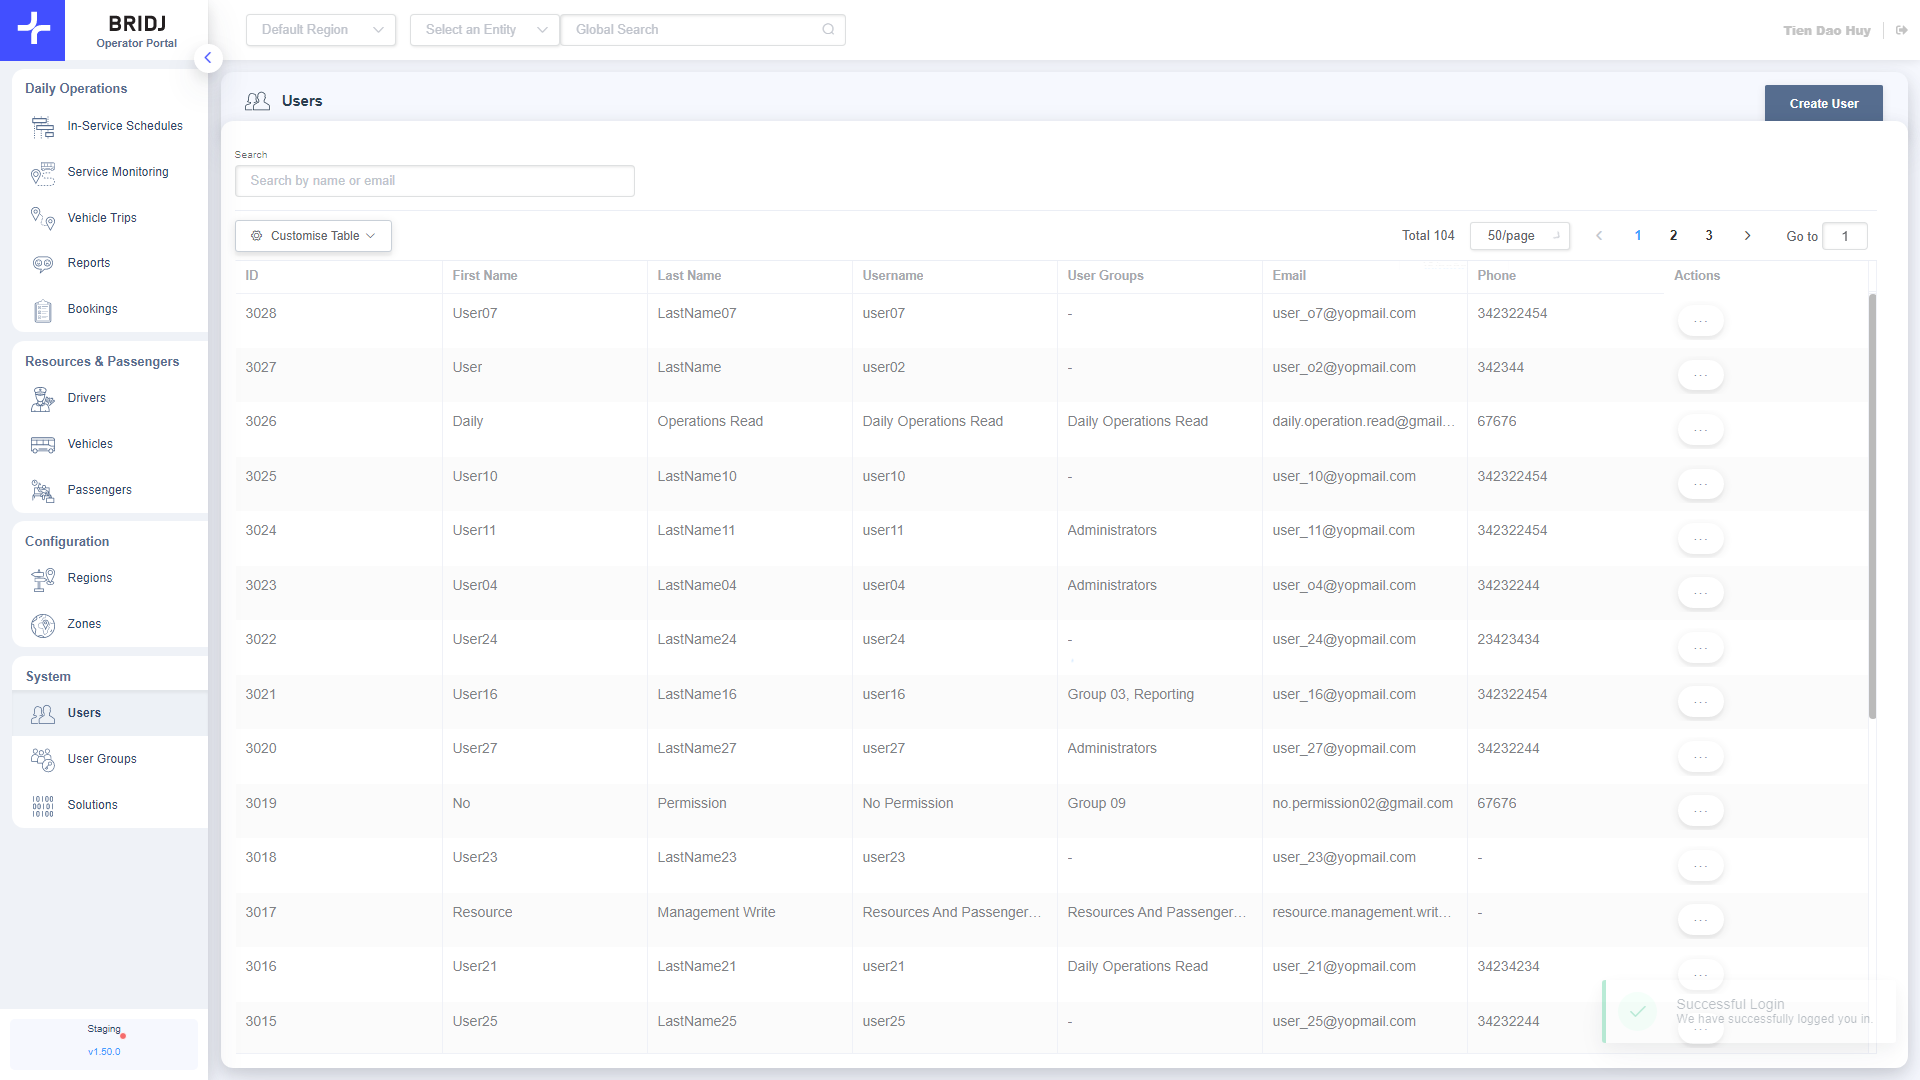 BRIDJ
Operator Portal
Default Region
Select an Entity
Global Search
Tien Dao Huy
Daily Operations
In-Service Schedules
Service Monitoring
Vehicle Trips
Reports
Bookings
Resources & Passengers
Drivers
Vehicles
Passengers
Configuration
Regions
Zones
System
Users
User Groups
10100
00101
10100
Solutions
Staging
v1.50.0
Users
Create User
Search
Search by name or email
Customise Table
Total 104 50/page 1 2 3 Go to 1
ID First Name Last Name Username User Groups Email Phone Actions
3028 User07 LastName07 user07 - user_o7@yopmail.com 342322454 ...
3027 User LastName user02 - user_o2@yopmail.com 342344 ...
3026 Daily Operations Read Daily Operations Read Daily Operations Read daily.operation.read@gmail... 67676 ...
3025 User10 LastName10 user10 - user_10@yopmail.com 342322454 ...
3024 User11 LastName11 user11 Administrators user_11@yopmail.com 342322454 ...
3023 User04 LastName04 user04 Administrators user_o4@yopmail.com 34232244 ...
3022 User24 LastName24 user24 - user_24@yopmail.com 23423434 ...
3021 User16 LastName16 user16 Group 03, Reporting user_16@yopmail.com 342322454 ...
3020 User27 LastName27 user27 Administrators user_27@yopmail.com 34232244 ...
3019 No Permission No Permission Group 09 no.permission02@gmail.com 67676 ...
3018 User23 LastName23 user23 - user_23@yopmail.com - ...
3017 Resource Management Write Resources And Passenger... Resources And Passenger... resource.management.writ... - ...
3016 User21 LastName21 user21 Daily Operations Read user_21@yopmail.com 34234234 ...
3015 User25 LastName25 user25 - user_25@yopmail.com 34232244 ...
Successful Login
We have successfully logged you in.